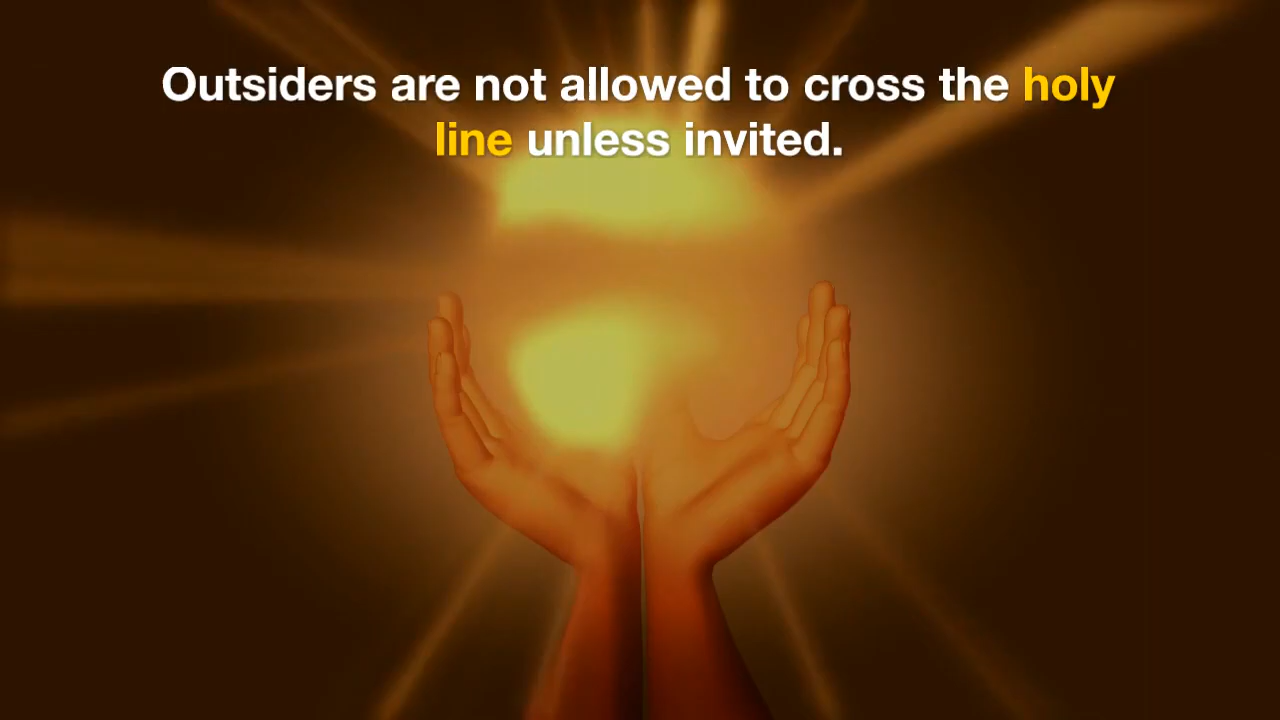 Outsiders are not allowed to cross the holy
line unless invited.